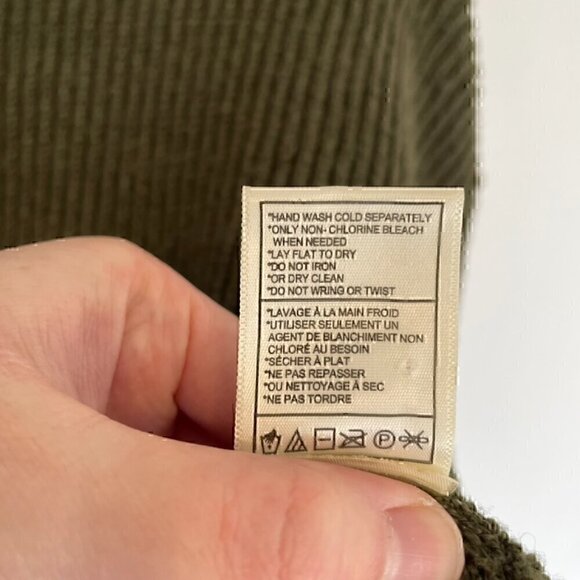 *HAND WASH COLD SEPARATELY
*ONLY NON- CHLORINE BLEACH
WHEN NEEDED
*LAY FLAT TO DRY
*DO NOT IRON
*OR DRY CLEAN
*DO NOT WRING OR TWIST
*LAVAGE À LA MAIN FROID
*UTILISER SEULEMENT UN
AGENT DE BLANCHIMENT NON
CHLORÉ AU BESOIN
*SÉCHER À PLAT
*NE PAS REPASSER
*OU NETTOYAGE À SEC
*NE PAS TORDRE
P